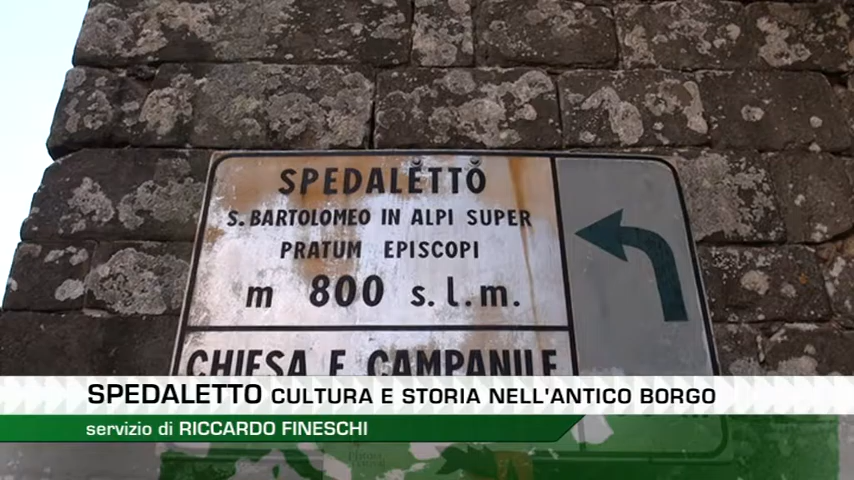 SPEDALETTO
S. BARTOLOMEO IN ALPI SUPER
PRATUM EPISCOPI
m 800 s.l.m.
CHIESA E CAMPANILE
SPEDALETTO CULTURA E STORIA NELL'ANTICO BORGO
servizio di RICCARDO FINESCHI